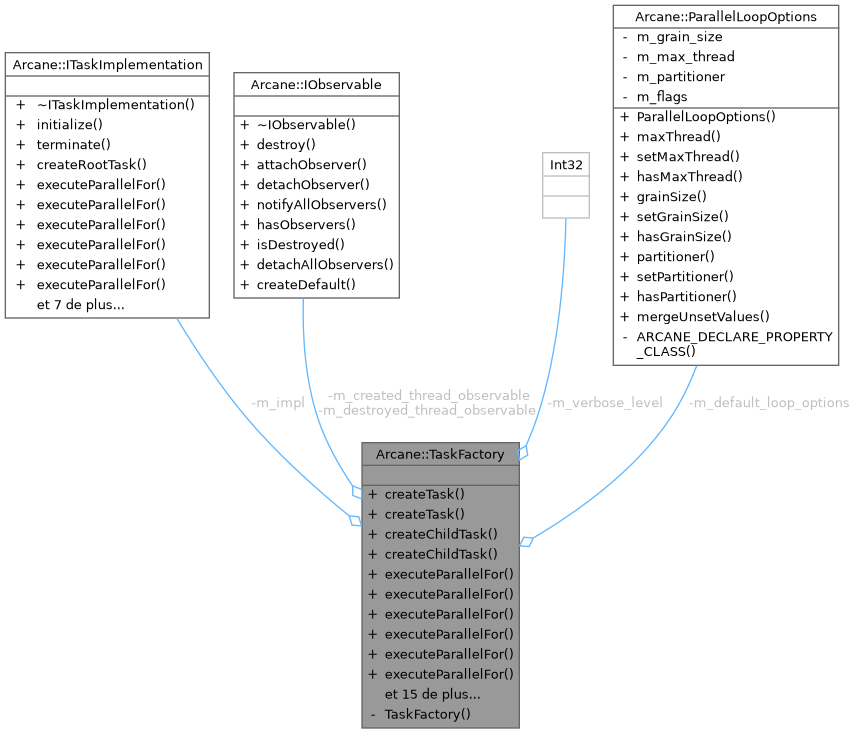 Arcane::ITaskImplementation
+ ~ITaskImplementation()
+ initialize()
+ terminate()
+ createRootTask()
+ executeParallelFor()
+ executeParallelFor()
+ executeParallelFor()
+ executeParallelFor()
+ executeParallelFor()
+ executeParallelFor()
et 7 de plus...
Arcane::IObservable
+ ~IObservable()
+ destroy()
+ attachObserver()
+ detachObserver()
+ notifyAllObservers()
+ hasObservers()
+ isDestroyed()
+ detachAllObservers()
+ createDefault()
Int32
Arcane::ParallelLoopOptions
- m_grain_size
- m_max_thread
- m_partitioner
- m_flags
+ ParallelLoopOptions()
+ maxThread()
+ setMaxThread()
+ hasMaxThread()
+ grainSize()
+ setGrainSize()
+ hasGrainSize()
+ partitioner()
+ setPartitioner()
+ hasPartitioner()
+ mergeUnsetValues()
- ARCANE_DECLARE_PROPERTY
_CLASS()
-m_impl
-m_created_thread_observable
-m_destroyed_thread_observable
-m_verbose_level
-m_default_loop_options
Arcane::TaskFactory
+ createTask()
+ createTask()
+ createChildTask()
+ createChildTask()
+ executeParallelFor()
+ executeParallelFor()
+ executeParallelFor()
+ executeParallelFor()
+ executeParallelFor()
+ executeParallelFor()
et 15 de plus...
- TaskFactory()